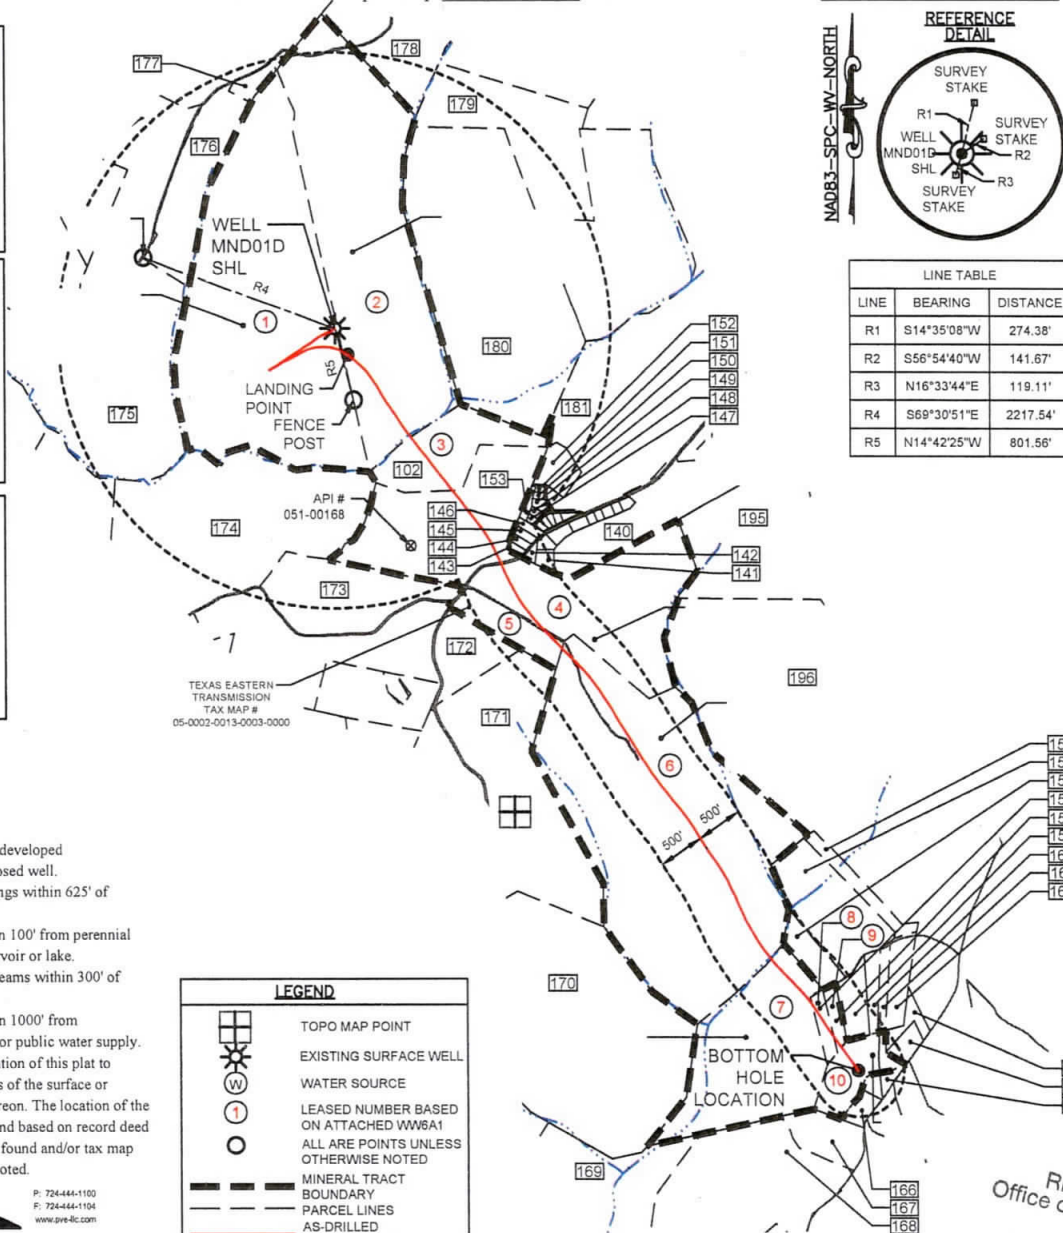 177
178
179
176
WELL
MND01D
SHL
R4
1
2
180
R5
LANDING
POINT
FENCE
POST
175
181
152
151
150
149
148
147
3
102
153
API #
051-00168
174
146
145
144
143
140
195
142
141
173
4
5
172
196
TEXAS EASTERN
TRANSMISSION
TAX MAP #
05-0002-0013-0003-0000
171
6
500'
500'
8
9
170
7
BOTTOM
HOLE
LOCATION
10
169
166
167
168
NAD83-SPC-WV-NORTH
REFERENCE
DETAIL
SURVEY
STAKE
R1
WELL
MND01D
SHL
SURVEY
STAKE
R2
R3
SURVEY
STAKE
LINE TABLE
LINE BEARING DISTANCE
R1 S14°35'08"W 274.38'
R2 S56°54'40"W 141.67'
R3 N16°33'44"E 119.11'
R4 S69°30'51"E 2217.54'
R5 N14°42'25"W 801.56'
developed
osed well.
ngs within 625' of
n 100' from perennial
voir or lake.
eams within 300' of
n 1000' from
or public water supply.
ition of this plat to
s of the surface or
reon. The location of the
nd based on record deed
found and/or tax map
oted.
P: 724-444-1100
F: 724-444-1104
www.pve-llc.com
LEGEND
TOPO MAP POINT
EXISTING SURFACE WELL
W WATER SOURCE
1 LEASED NUMBER BASED
ON ATTACHED WW6A1
ALL ARE POINTS UNLESS
OTHERWISE NOTED
MINERAL TRACT
BOUNDARY
PARCEL LINES
AS-DRILLED
Office